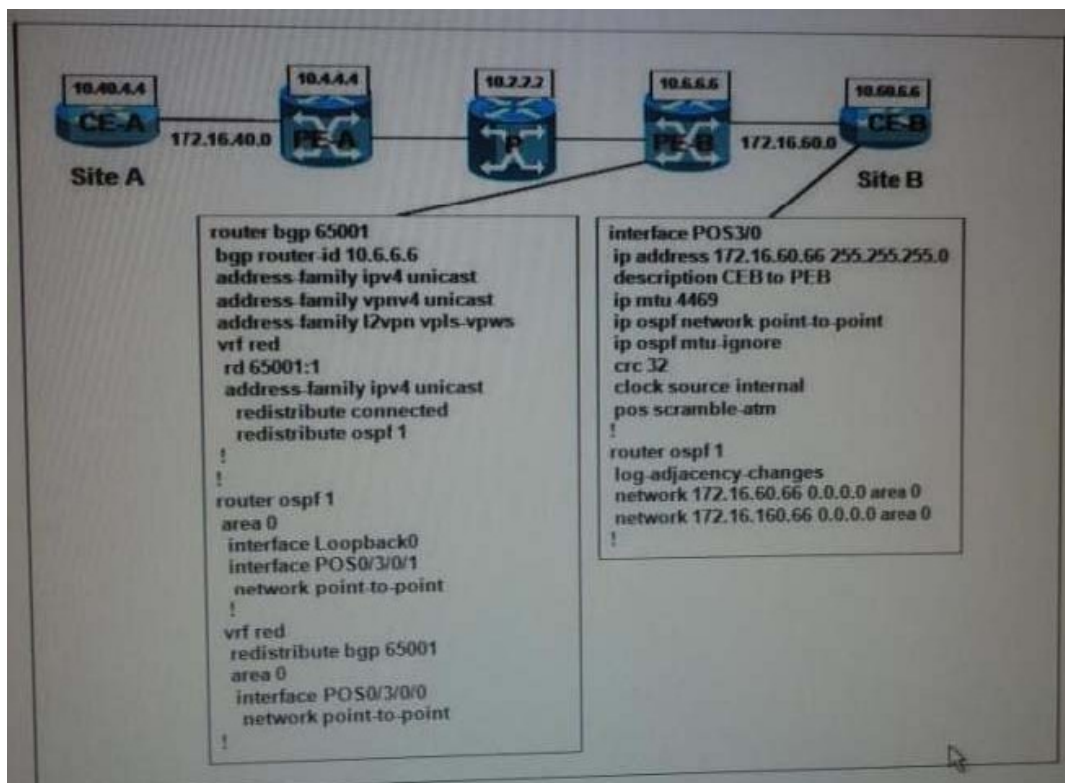 10.40.4.4
10.4.4.4
10.2.2.2
10.6.6.6
10.60.6.6
CE-A
172.16.40.0
PE-A
P
PE-B
172.16.60.0
CE-B
Site A
Site B
router bgp 65001
bgp router-id 10.6.6.6
address-family ipv4 unicast
address-family vpnv4 unicast
address-family l2vpn vpls-vpws
vrf red
rd 65001:1
address-family ipv4 unicast
redistribute connected
redistribute ospf 1
!
!
router ospf 1
area 0
interface Loopback0
interface POS0/3/0/1
network point-to-point
!
vrf red
redistribute bgp 65001
area 0
interface POS0/3/0/0
network point-to-point
!
interface POS3/0
ip address 172.16.60.66 255.255.255.0
description CEB to PEB
ip mtu 4469
ip ospf network point-to-point
ip ospf mtu-ignore
crc 32
clock source internal
pos scramble-atm
!
router ospf 1
log-adjacency-changes
network 172.16.60.66 0.0.0.0 area 0
network 172.16.160.66 0.0.0.0 area 0
!